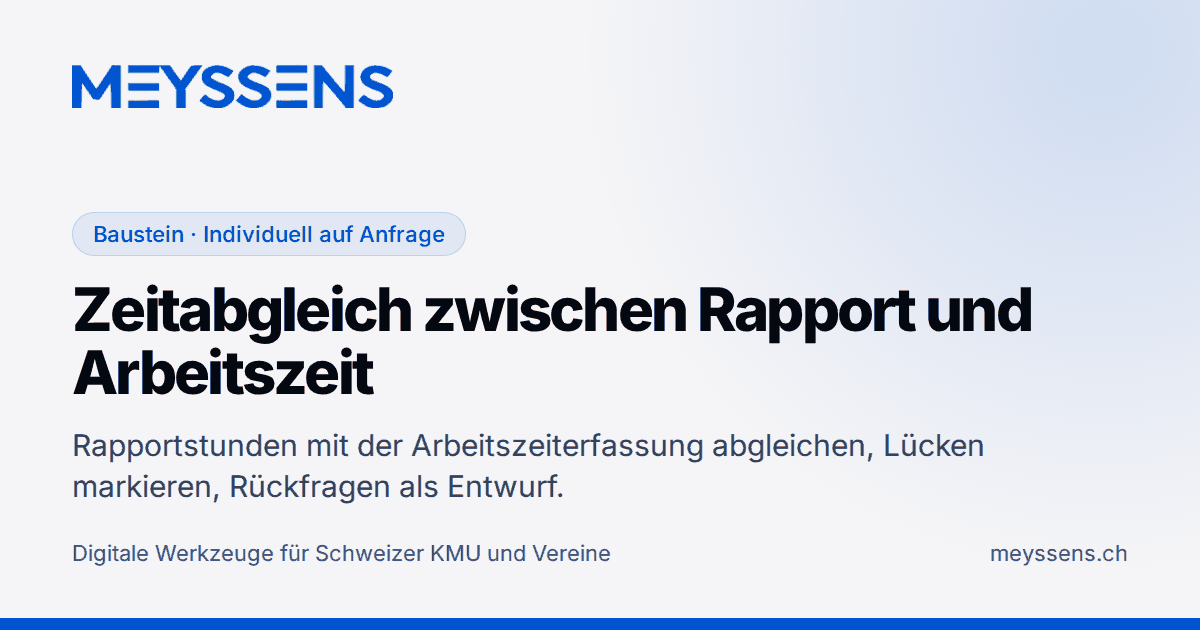 MEYSSENS
Baustein · Individuell auf Anfrage
Zeitabgleich zwischen Rapport und
Arbeitszeit
Rapportstunden mit der Arbeitszeiterfassung abgleichen, Lücken
markieren, Rückfragen als Entwurf.
Digitale Werkzeuge für Schweizer KMU und Vereine
meyssens.ch